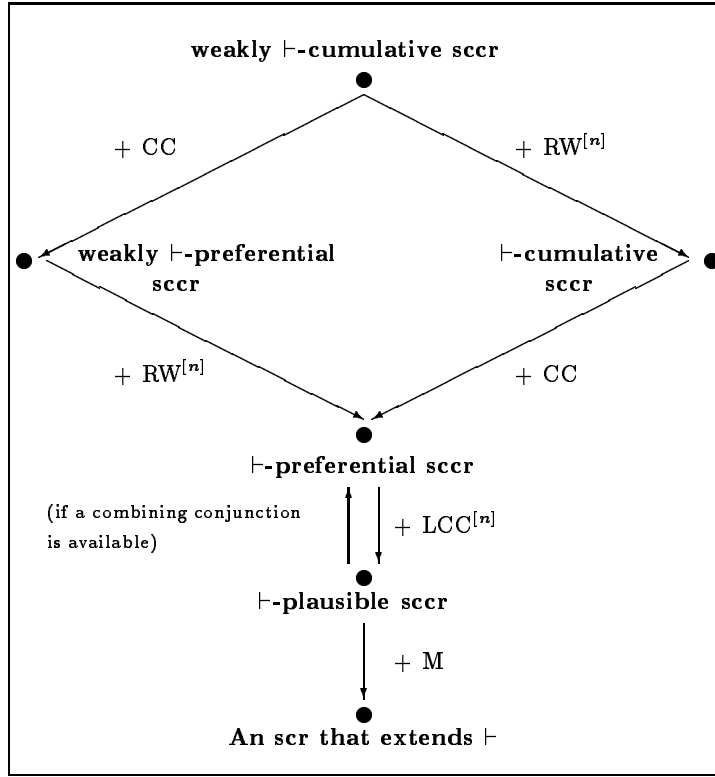 weakly ⊢-cumulative sccr
+ CC
+ RW[n]
weakly ⊢-preferential
sccr
⊢-cumulative
sccr
+ RW[n]
+ CC
⊢-preferential sccr
(if a combining conjunction
is available)
+ LCC[n]
⊢-plausible sccr
+ M
An scr that extends ⊢